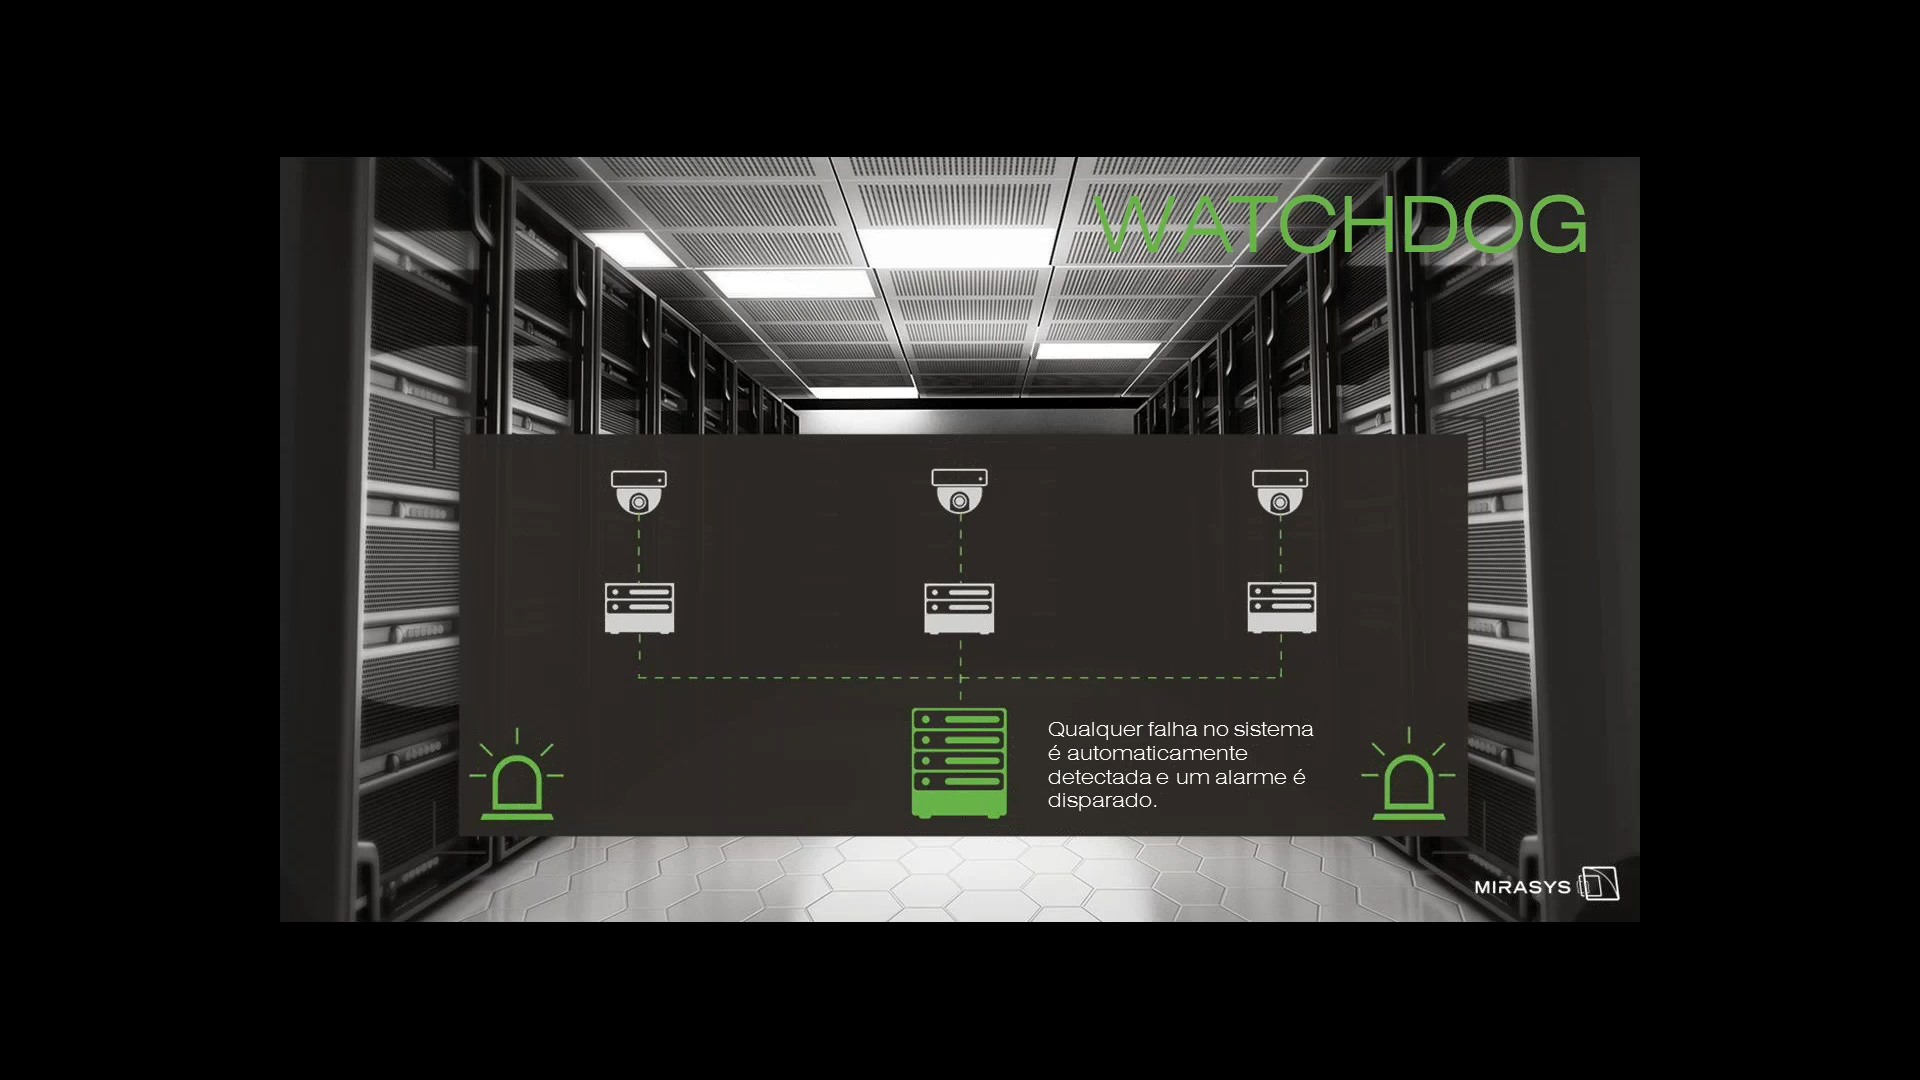 WATCHDOG
Qualquer falha no sistema
é automaticamente
detectada e um alarme é
disparado.
MIRASYS